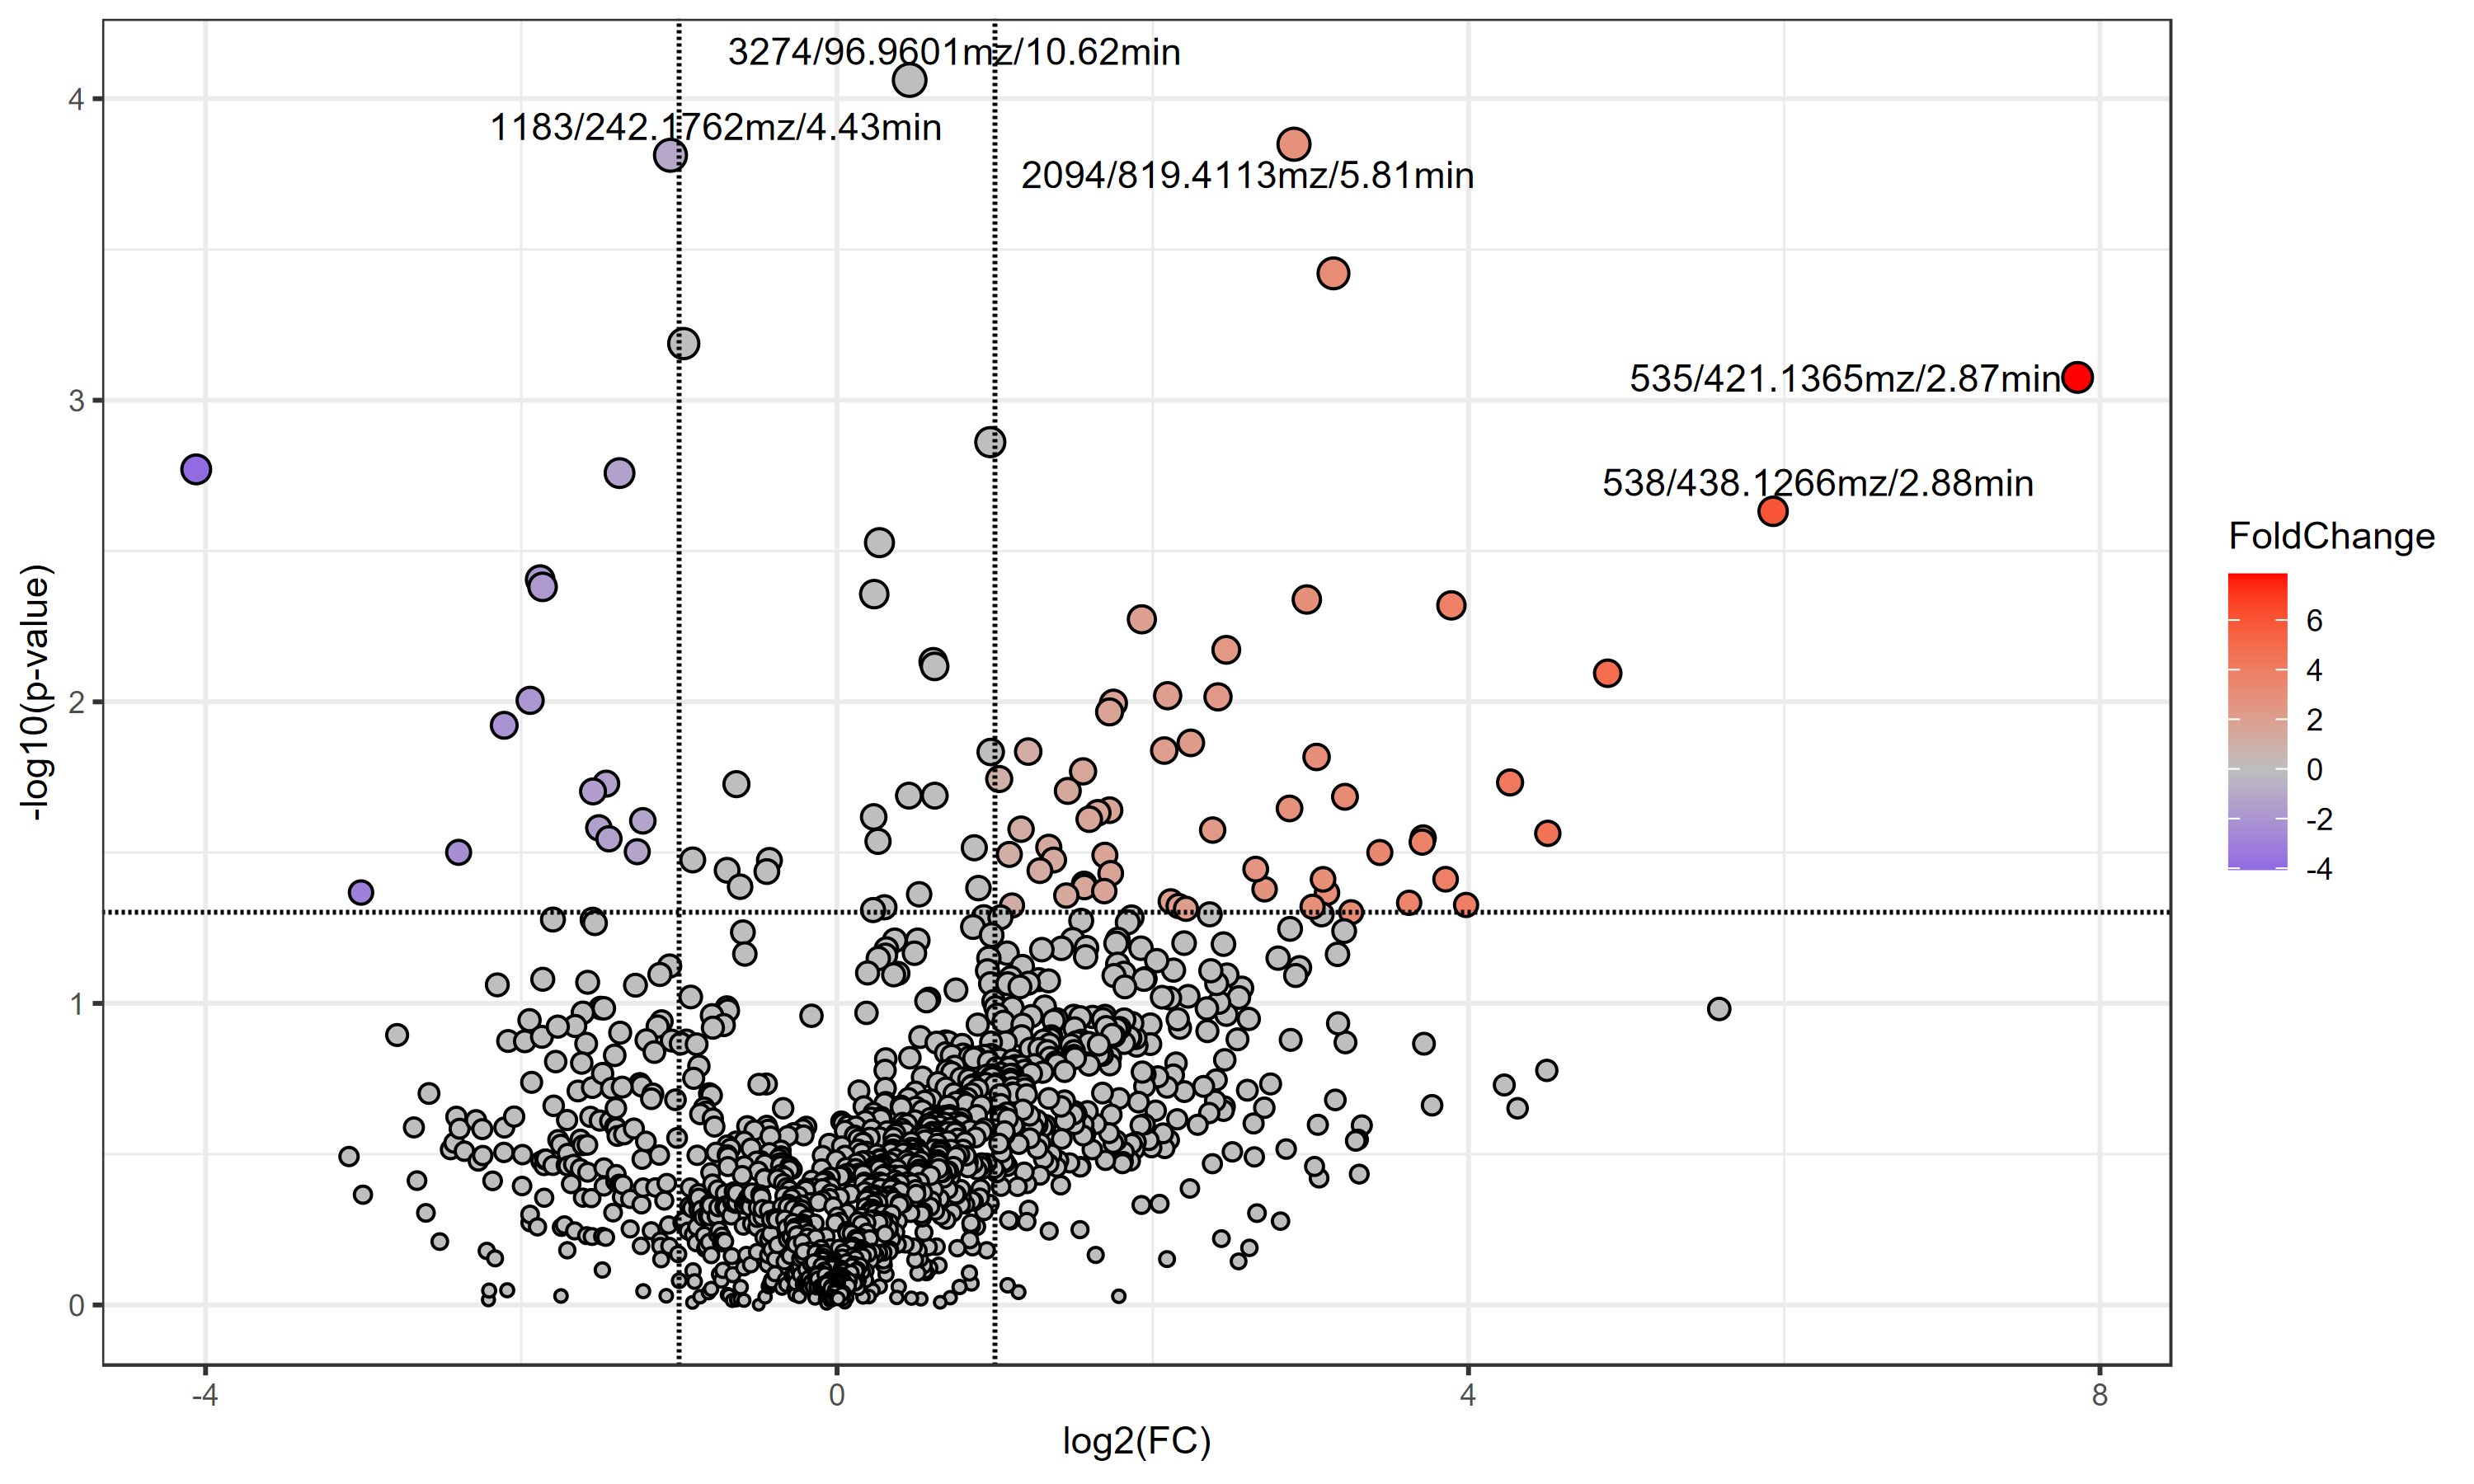 3274/96.9601mz/10.62min
1183/242.1762mz/4.43min
2094/819.4113mz/5.81min
535/421.1365mz/2.87min
538/438.1266mz/2.88min
4
3
2
1
0
-log10(p-value)
-4
0
4
8
log2(FC)
FoldChange
6
4
2
0
-2
-4